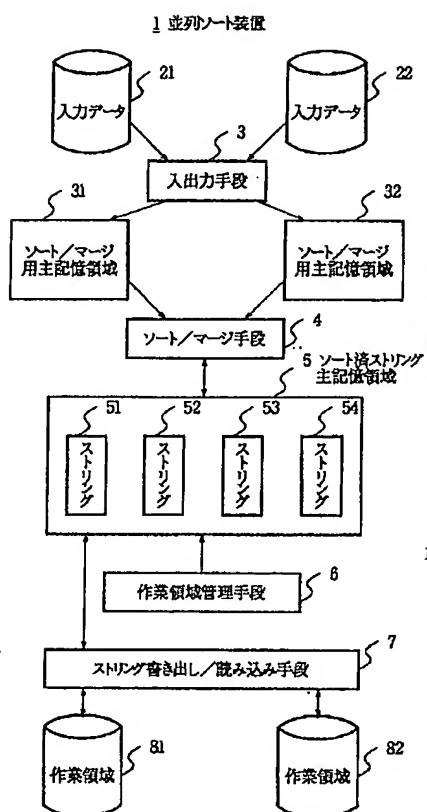 1 並列ソート装置
21
22
入力データ
入力データ
3
入出力手段
31
32
ソート／マージ
用主記憶領域
ソート／マージ
用主記憶領域
4
ソート／マージ手段
5 ソート済ストリング
主記憶領域
51
52
53
54
ストリング
ストリング
ストリング
ストリング
6
作業領域管理手段
7
ストリング書き出し／読み込み手段
81
82
作業領域
作業領域